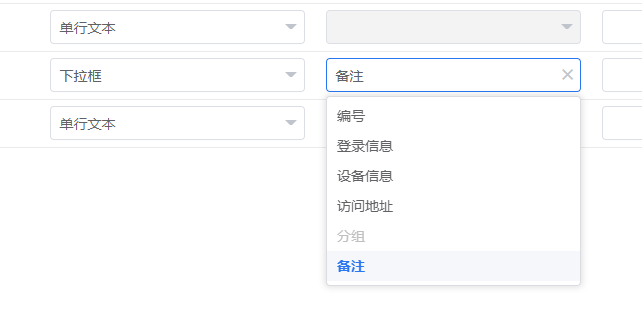 单行文本
下拉框 备注
单行文本
编号
登录信息
设备信息
访问地址
分组
备注